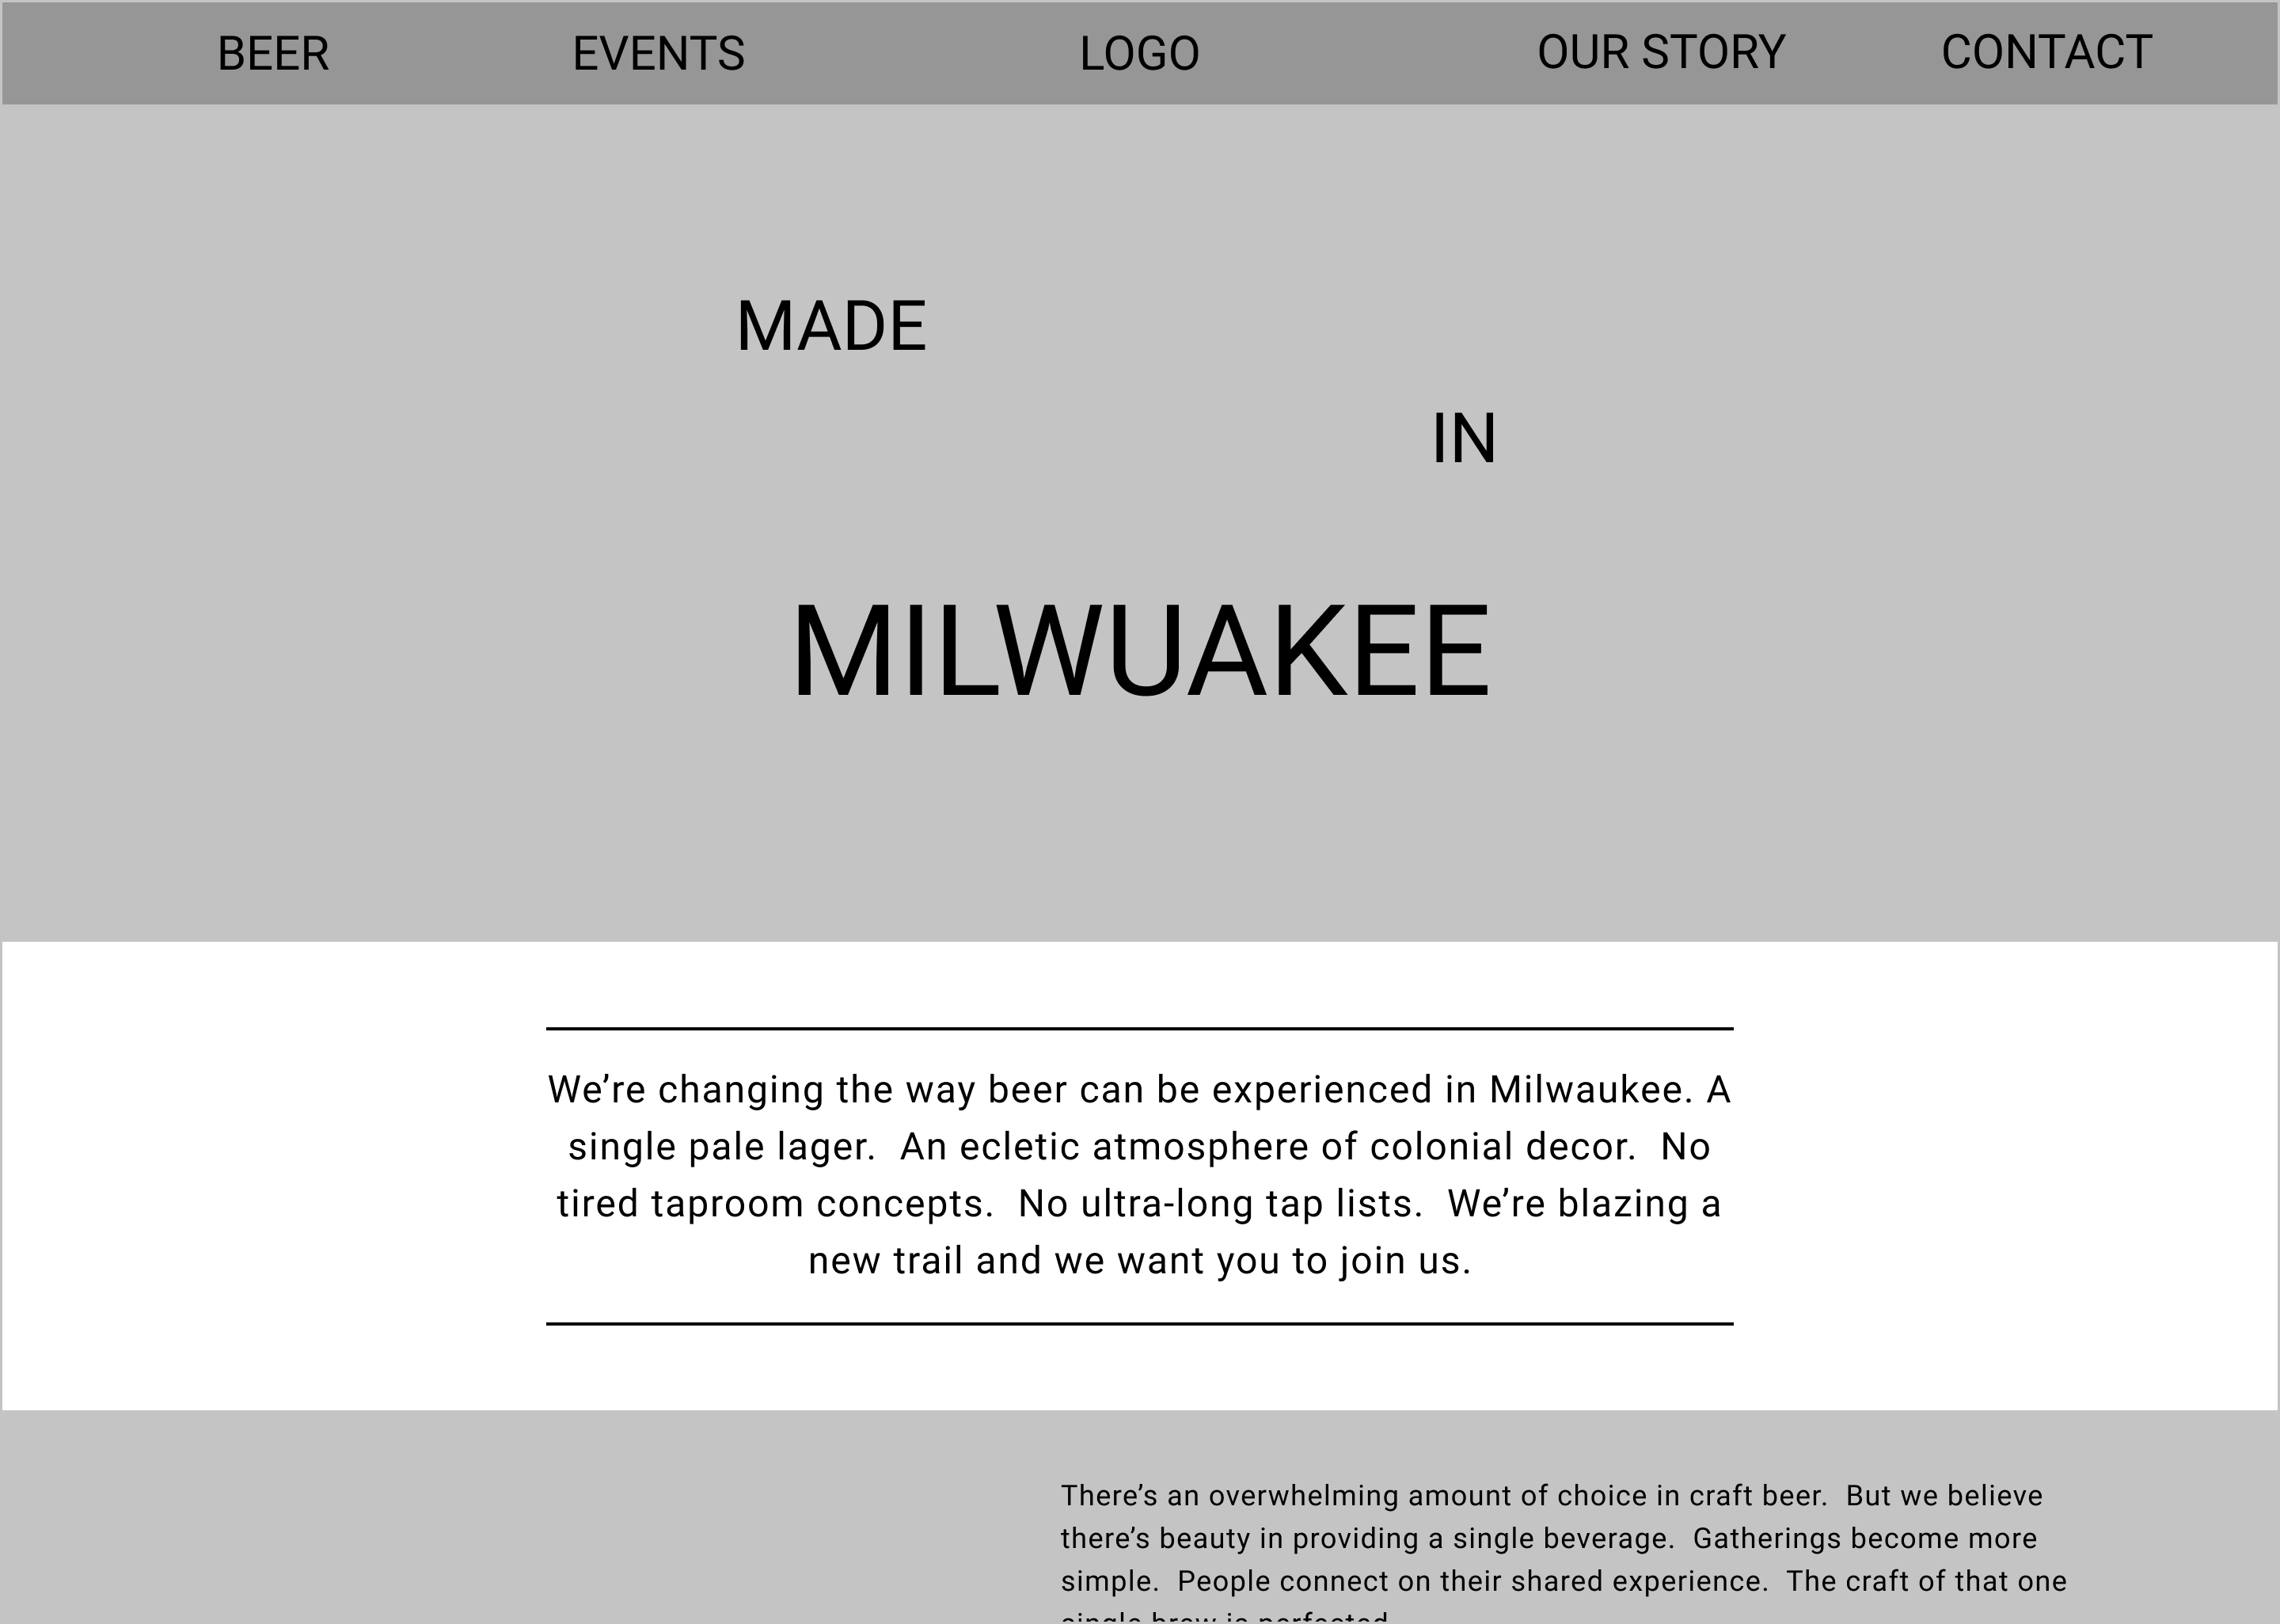 BEER EVENTS LOGO OUR STORY CONTACT
MADE
IN
MILWUAKEE
We’re changing the way beer can be experienced in Milwaukee. A
single pale lager.  An ecletic atmosphere of colonial decor.  No
tired taproom concepts.  No ultra-long tap lists.  We’re blazing a
new trail and we want you to join us.
There’s an overwhelming amount of choice in craft beer.  But we believe
there’s beauty in providing a single beverage.  Gatherings become more
simple.  People connect on their shared experience.  The craft of that one
single brew is perfected